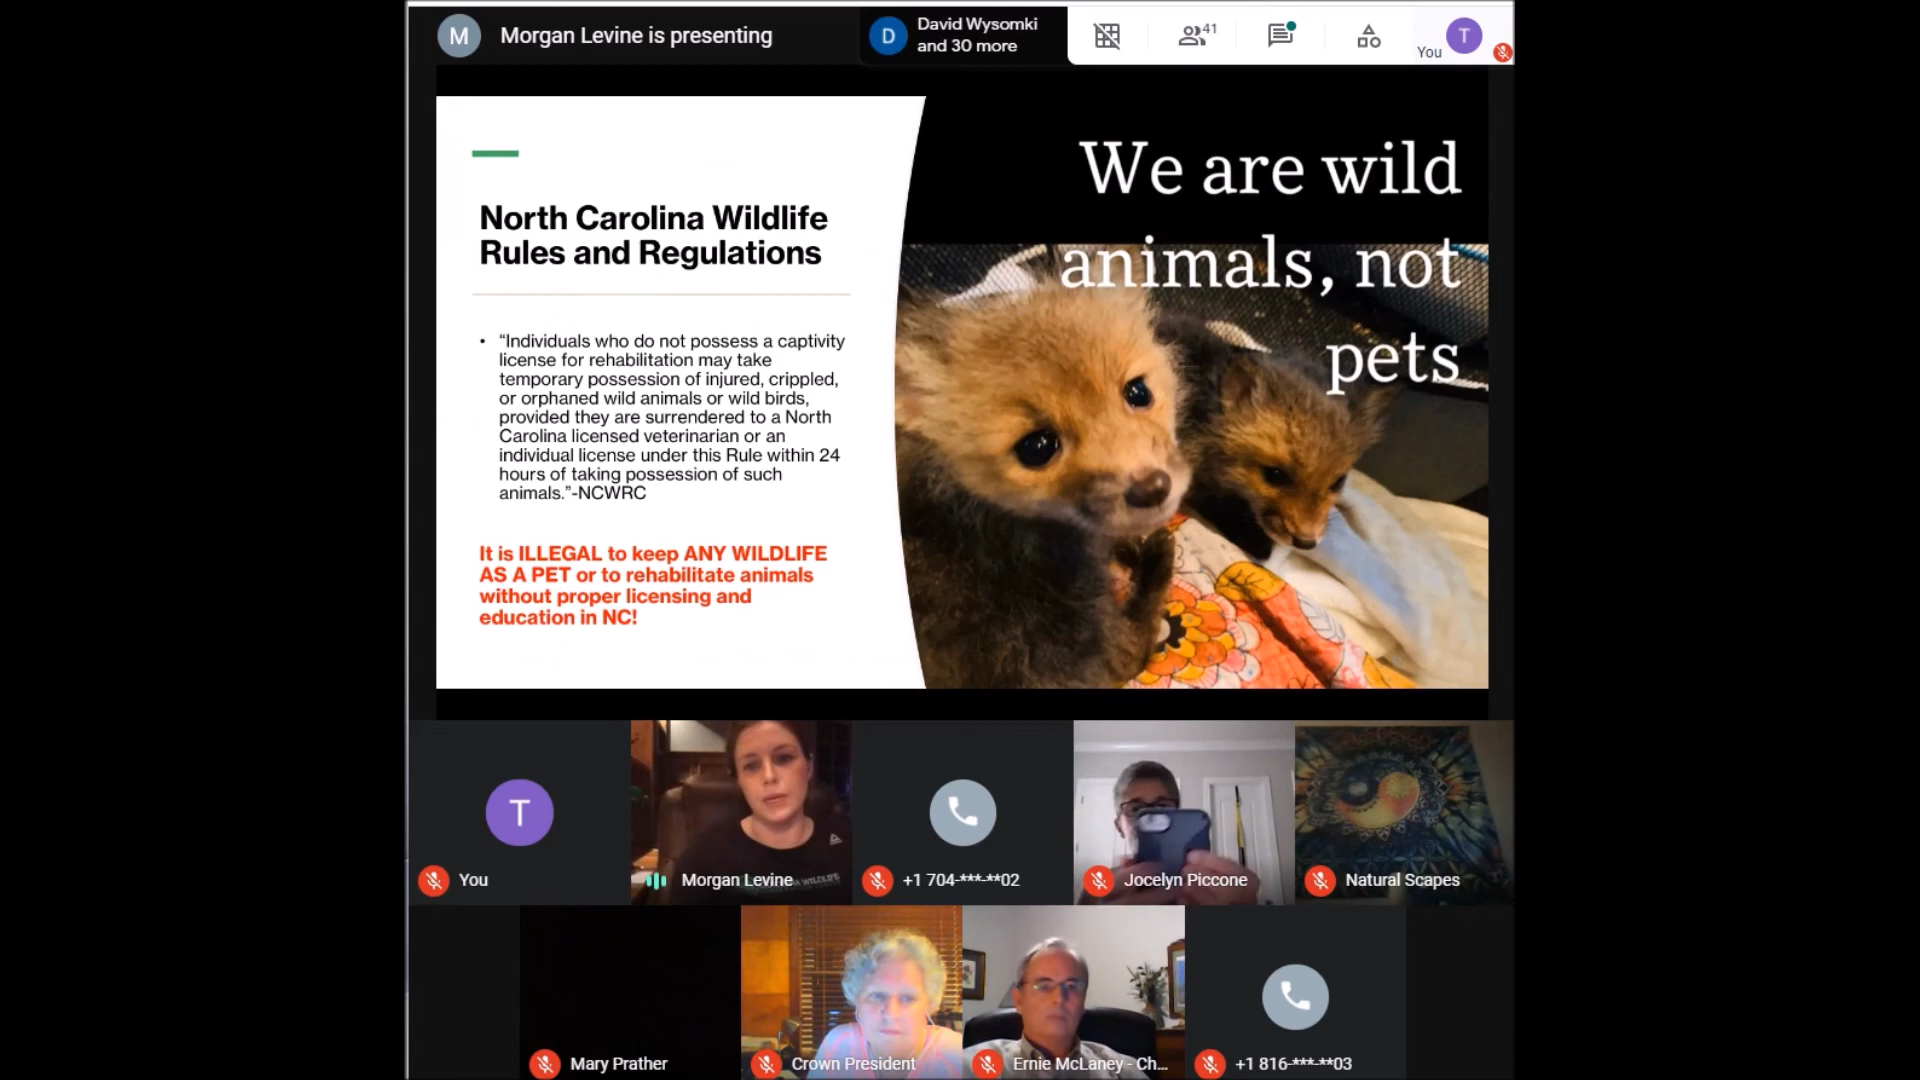 M
Morgan Levine is presenting
D
David Wysomki
and 30 more
41
You
T
We are wild
animals, not
pets
North Carolina Wildlife
Rules and Regulations
• “Individuals who do not possess a captivity
license for rehabilitation may take
temporary possession of injured, crippled,
or orphaned wild animals or wild birds,
provided they are surrendered to a North
Carolina licensed veterinarian or an
individual license under this Rule within 24
hours of taking possession of such
animals.”-NCWRC
It is ILLEGAL to keep ANY WILDLIFE
AS A PET or to rehabilitate animals
without proper licensing and
education in NC!
T
You
Morgan Levine
+1 704-***-**02
Jocelyn Piccone
Natural Scapes
Mary Prather
Crown President
Ernie McLaney - Ch...
+1 816-***-**03